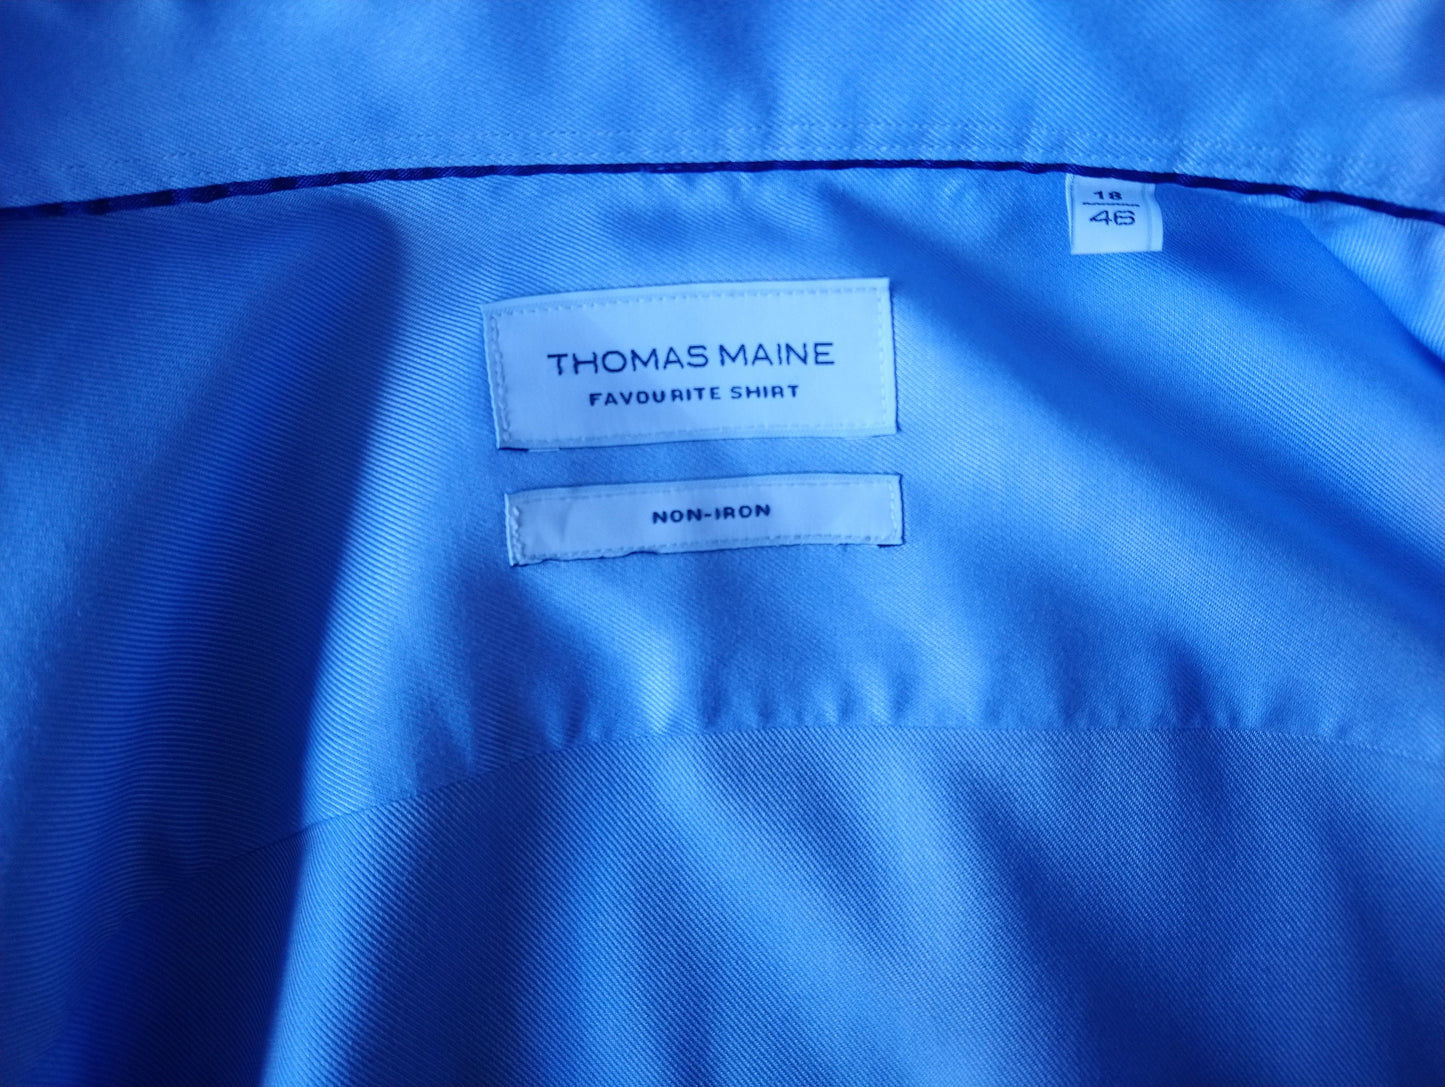 18
46
THOMAS MAINE
FAVOURITE SHIRT
NON-IRON